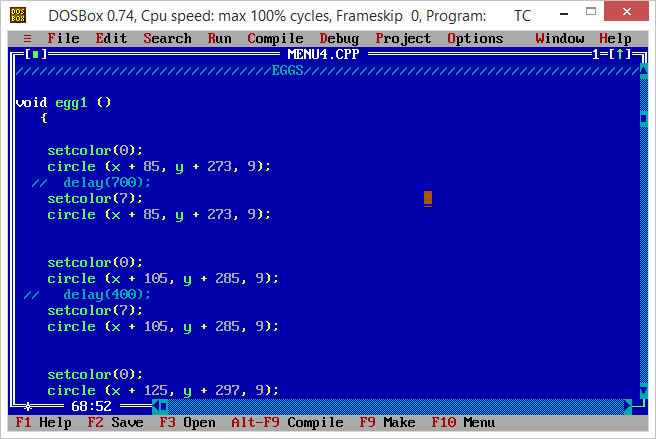 DOSBox 0.74, Cpu speed: max 100% cycles, Frameskip 0, Program: TC
≡ File Edit Search Run Compile Debug Project Options Window Help
[■] MENU4.CPP 1=[↑]
////////////////////////////////EGGS//////////////////////////////////////////
void egg1 ()
{
setcolor(0);
circle (x + 85, y + 273, 9);
// delay(700);
setcolor(7);
circle (x + 85, y + 273, 9);
setcolor(0);
circle (x + 105, y + 285, 9);
// delay(400);
setcolor(7);
circle (x + 105, y + 285, 9);
setcolor(0);
circle (x + 125, y + 297, 9);
68:52
F1 Help F2 Save F3 Open Alt-F9 Compile F9 Make F10 Menu